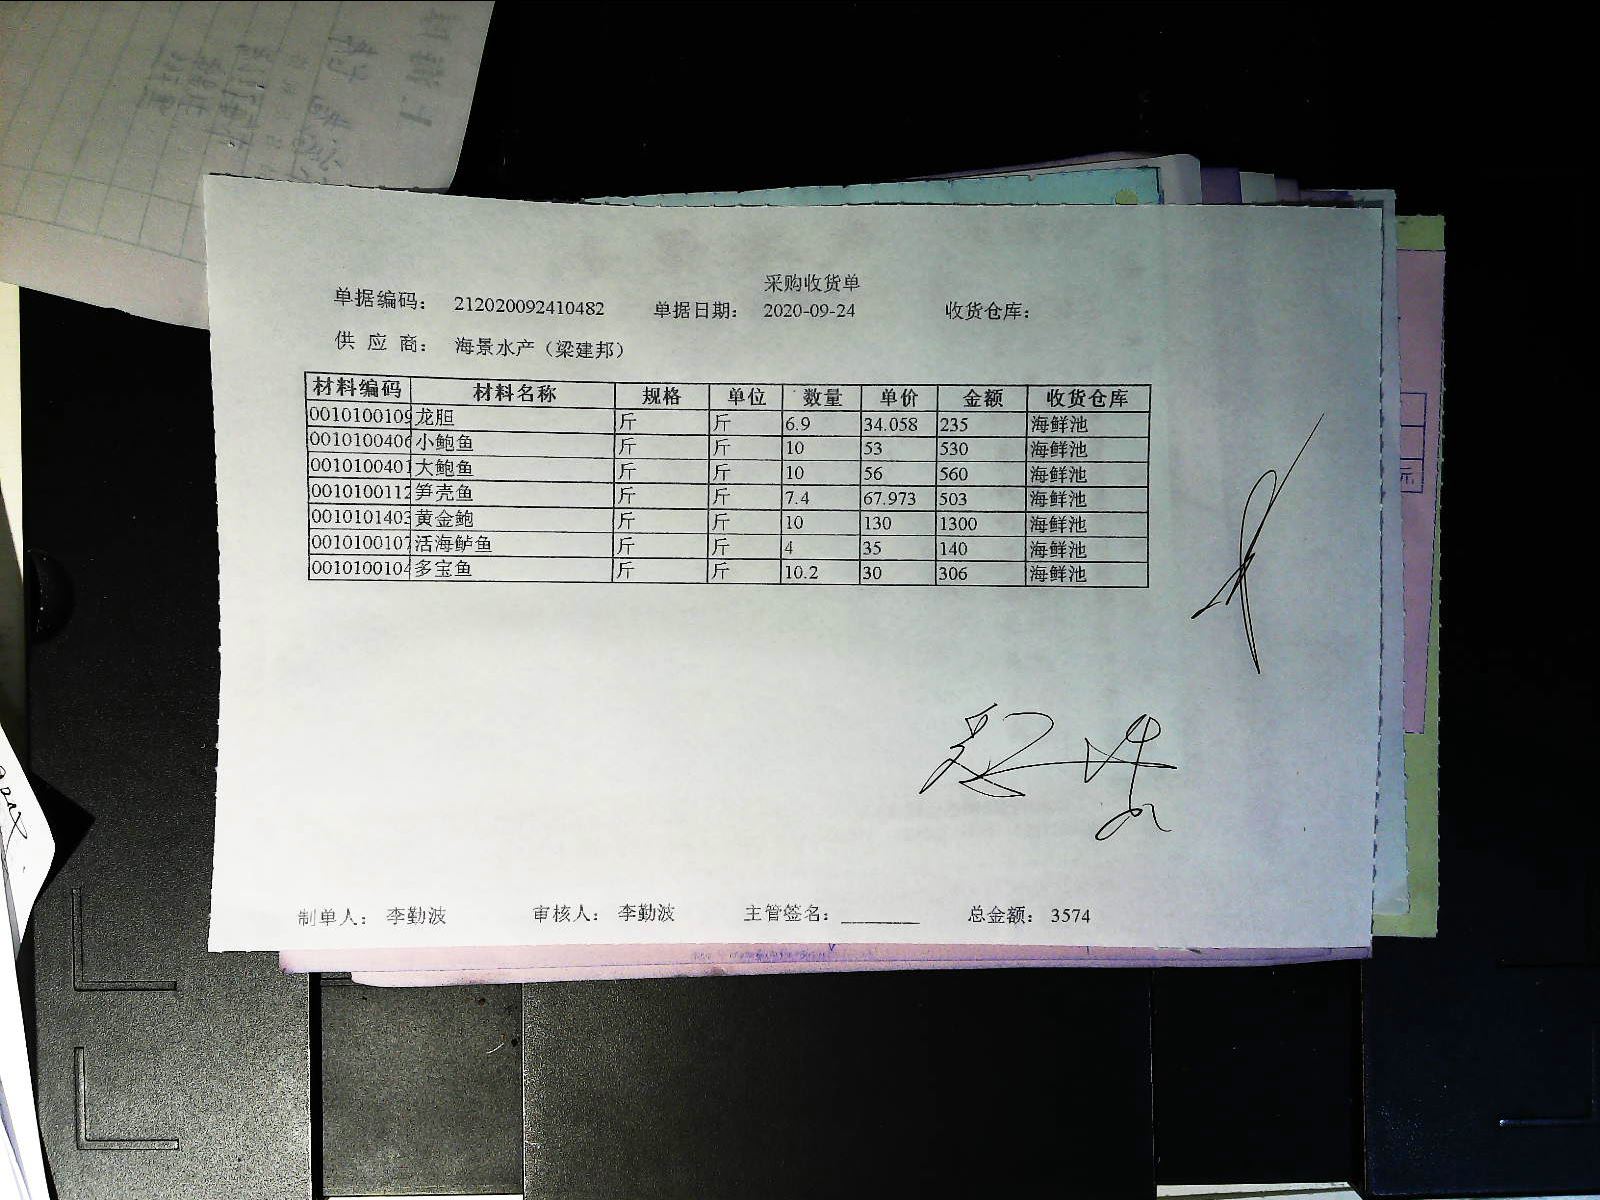 采购收货单
单据编码： 212020092410482 单据日期： 2020-09-24 收货仓库：
供 应 商： 海景水产（梁建邦）
材料编码 材料名称 规格 单位 数量 单价 金额 收货仓库
0010100109 龙胆 斤 斤 6.9 34.058 235 海鲜池
0010100406 小鲍鱼 斤 斤 10 53 530 海鲜池
0010100401 大鲍鱼 斤 斤 10 56 560 海鲜池
0010100112 笋壳鱼 斤 斤 7.4 67.973 503 海鲜池
0010101403 黄金鲍 斤 斤 10 130 1300 海鲜池
0010100107 活海鲈鱼 斤 斤 4 35 140 海鲜池
0010100104 多宝鱼 斤 斤 10.2 30 306 海鲜池
元
制单人： 李勤波 审核人： 李勤波 主管签名： 总金额： 3574